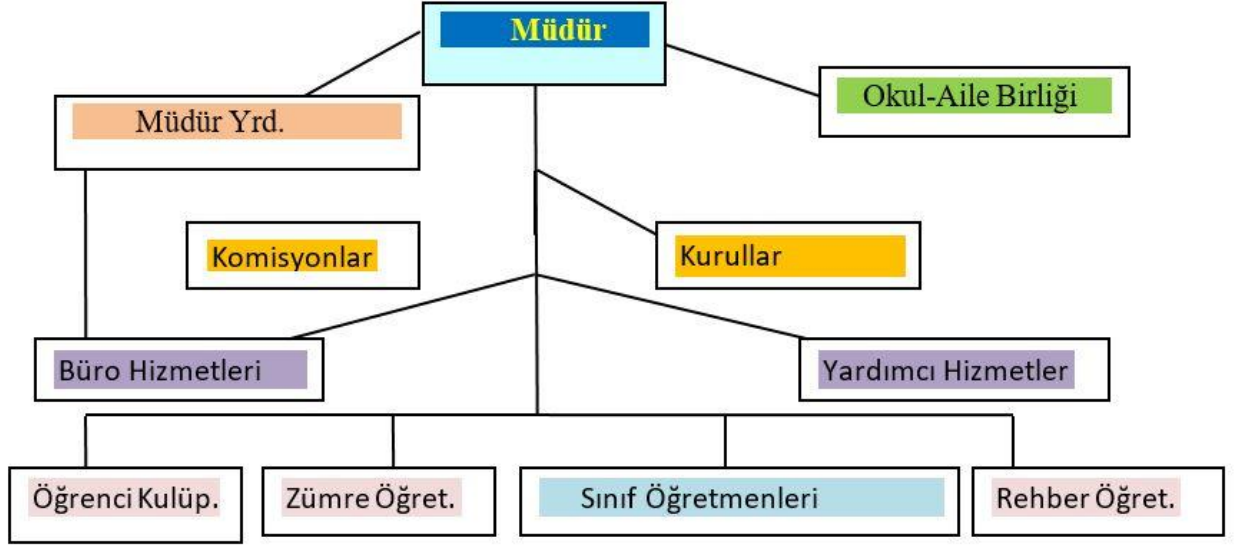 Müdür
Okul-Aile Birliği
Müdür Yrd.
Komisyonlar
Kurullar
Büro Hizmetleri
Yardımcı Hizmetler
Öğrenci Kulüp.
Zümre Öğret.
Sınıf Öğretmenleri
Rehber Öğret.